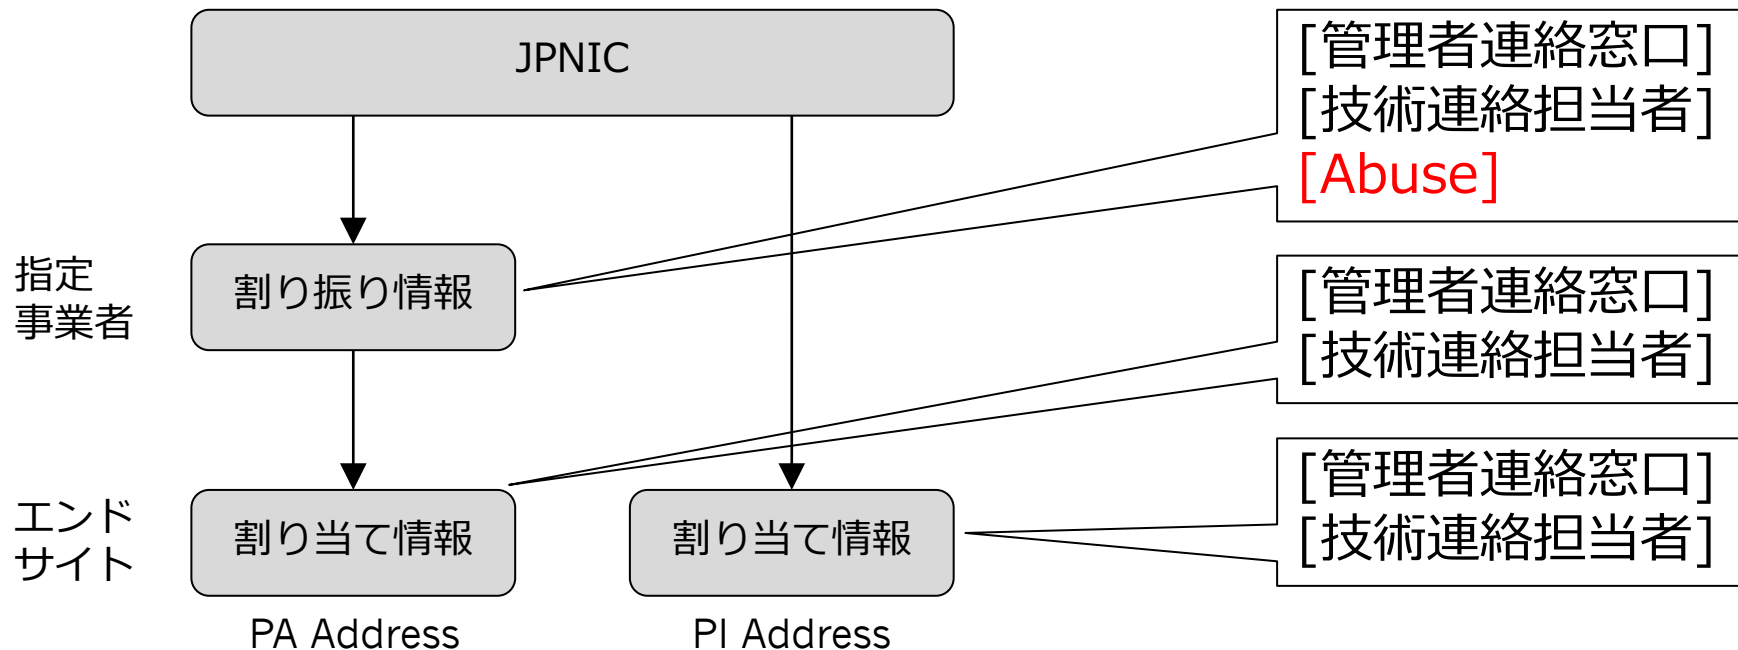 JPNIC
[管理者連絡窓口]
[技術連絡担当者]
[Abuse]
指定
事業者
割り振り情報
[管理者連絡窓口]
[技術連絡担当者]
エンド
サイト
割り当て情報
割り当て情報
[管理者連絡窓口]
[技術連絡担当者]
PA Address
PI Address